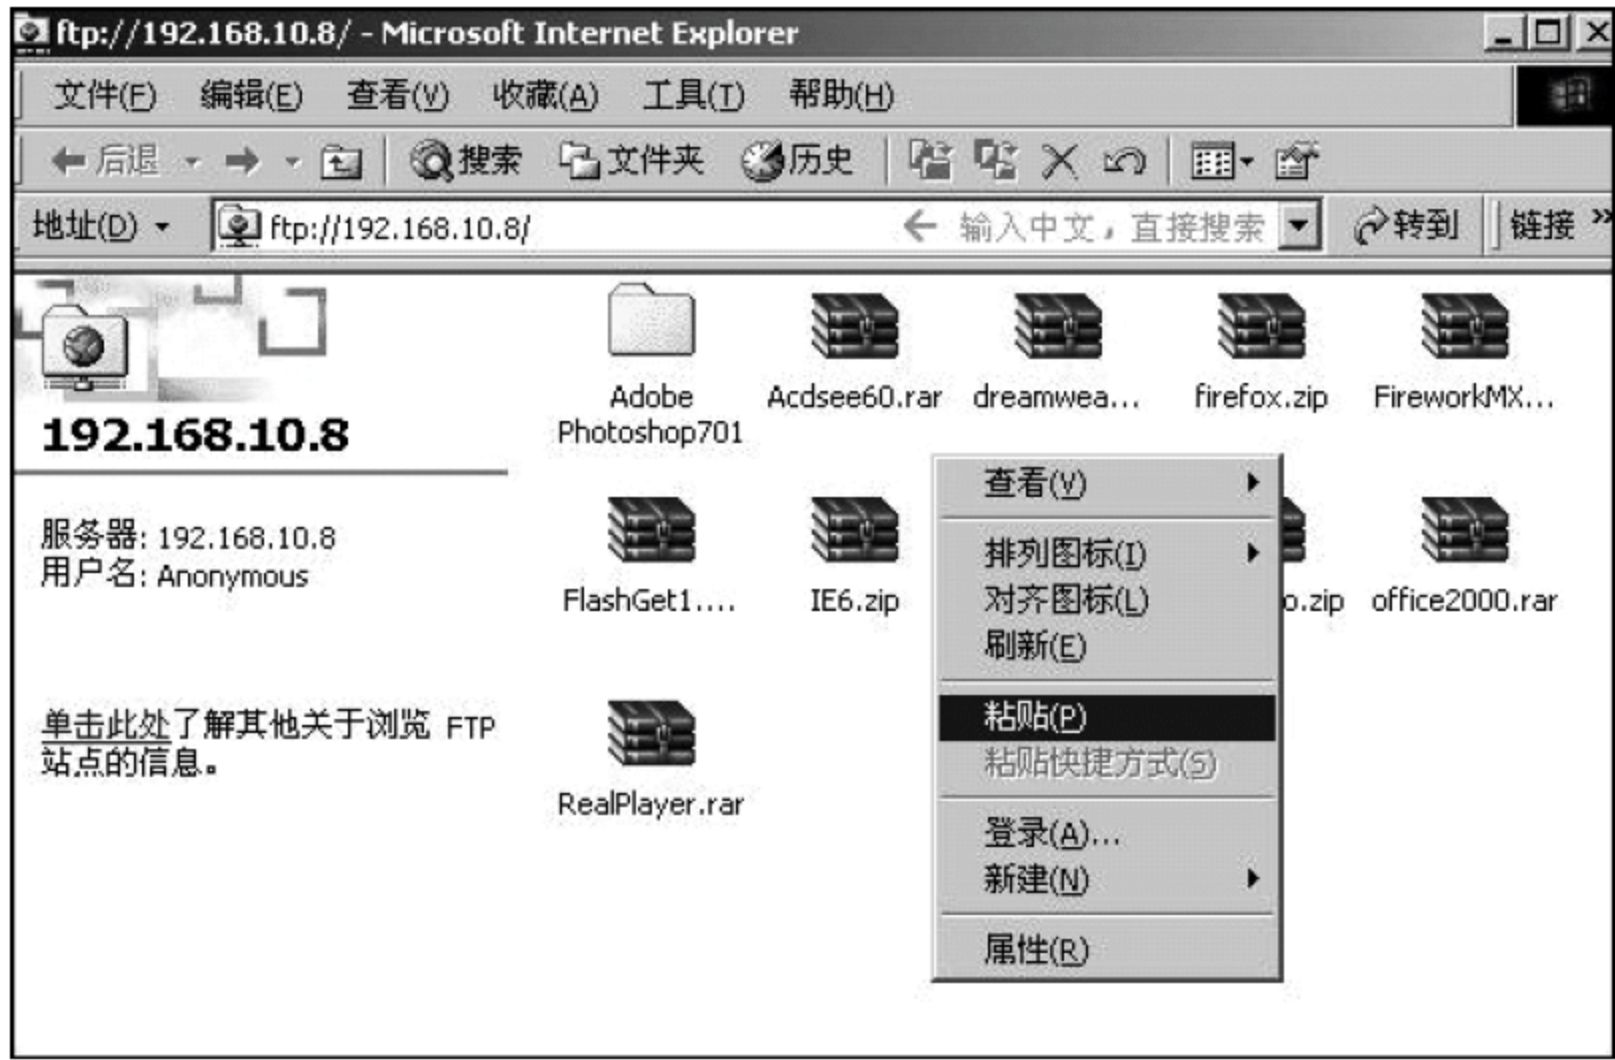 ftp://192.168.10.8/ - Microsoft Internet Explorer
文件(F) 编辑(E) 查看(V) 收藏(A) 工具(T) 帮助(H)
后退 搜索 文件夹 历史
地址(D) ftp://192.168.10.8/ 输入中文，直接搜索 转到 链接 »
192.168.10.8
服务器: 192.168.10.8
用户名: Anonymous
单击此处了解其他关于浏览 FTP
站点的信息。
Adobe
Photoshop701
Acdsee60.rar
dreamwea...
firefox.zip
FireworkMX...
FlashGet1....
IE6.zip
o.zip
office2000.rar
RealPlayer.rar
查看(V)
排列图标(I)
对齐图标(L)
刷新(E)
粘贴(P)
粘贴快捷方式(S)
登录(A)...
新建(N)
属性(R)